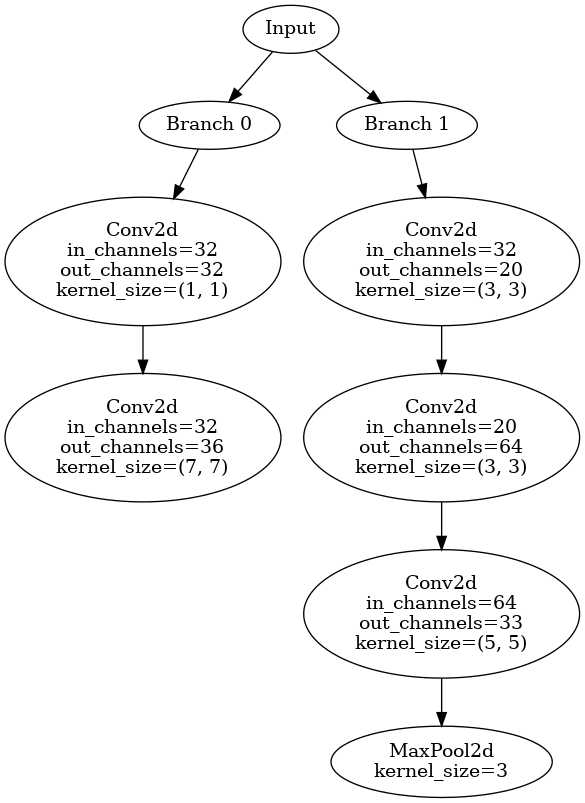 Input
Branch 0
Branch 1
Conv2d
in_channels=32
out_channels=32
kernel_size=(1, 1)
Conv2d
in_channels=32
out_channels=20
kernel_size=(3, 3)
Conv2d
in_channels=32
out_channels=36
kernel_size=(7, 7)
Conv2d
in_channels=20
out_channels=64
kernel_size=(3, 3)
Conv2d
in_channels=64
out_channels=33
kernel_size=(5, 5)
MaxPool2d
kernel_size=3